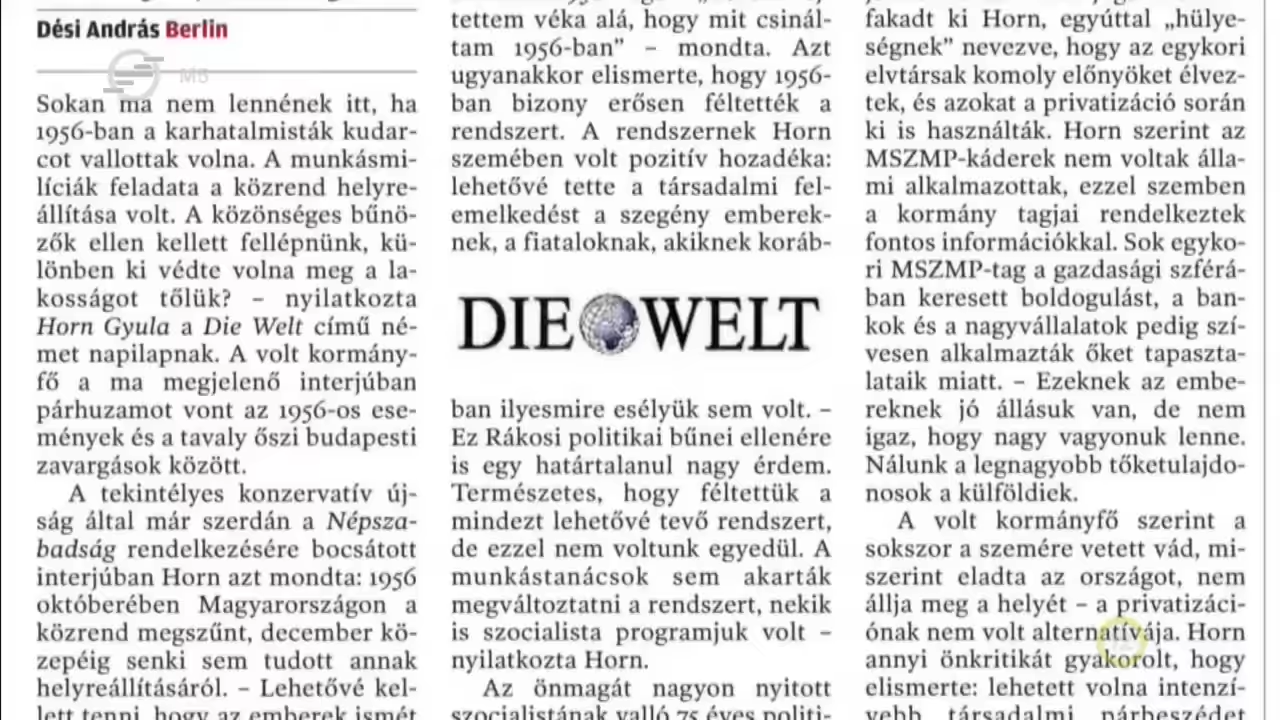 Dési András Berlin
M5
Sokan ma nem lennének itt, ha
1956-ban a karhatalmisták kudar-
cot vallottak volna. A munkásmi-
líciák feladata a közrend helyre-
állítása volt. A közönséges bűnö-
zők ellen kellett fellépnünk, kü-
lönben ki védte volna meg a la-
kosságot tőlük? – nyilatkozta
Horn Gyula a Die Welt című né-
met napilapnak. A volt kormány-
fő a ma megjelenő interjúban
párhuzamot vont az 1956-os ese-
mények és a tavaly őszi budapesti
zavargások között.
A tekintélyes konzervatív új-
ság által már szerdán a Népsza-
badság rendelkezésére bocsátott
interjúban Horn azt mondta: 1956
októberében Magyarországon a
közrend megszűnt, december kö-
zepéig senki sem tudott annak
helyreállításáról. – Lehetővé kel-
lett tenni, hogy az emberek ismét
tettem véka alá, hogy mit csinál-
tam 1956-ban” – mondta. Azt
ugyanakkor elismerte, hogy 1956-
ban bizony erősen féltették a
rendszert. A rendszernek Horn
szemében volt pozitív hozadéka:
lehetővé tette a társadalmi fel-
emelkedést a szegény emberek-
nek, a fiataloknak, akiknek koráb-
DIE WELT
ban ilyesmire esélyük sem volt. –
Ez Rákosi politikai bűnei ellenére
is egy határtalanul nagy érdem.
Természetes, hogy féltettük a
mindezt lehetővé tevő rendszert,
de ezzel nem voltunk egyedül. A
munkástanácsok sem akarták
megváltoztatni a rendszert, nekik
is szocialista programjuk volt –
nyilatkozta Horn.
Az önmagát nagyon nyitott
szocialistának valló 75 éves politi-
fakadt ki Horn, egyúttal „hülye-
ségnek” nevezve, hogy az egykori
elvtársak komoly előnyöket élvez-
tek, és azokat a privatizáció során
ki is használták. Horn szerint az
MSZMP-káderek nem voltak álla-
mi alkalmazottak, ezzel szemben
a kormány tagjai rendelkeztek
fontos információkkal. Sok egyko-
ri MSZMP-tag a gazdasági szférá-
ban keresett boldogulást, a ban-
kok és a nagyvállalatok pedig szí-
vesen alkalmazták őket tapaszta-
lataik miatt. – Ezeknek az embe-
reknek jó állásuk van, de nem
igaz, hogy nagy vagyonuk lenne.
Nálunk a legnagyobb tőketulajdo-
nosok a külföldiek.
A volt kormányfő szerint a
sokszor a szemére vetett vád, mi-
szerint eladta az országot, nem
állja meg a helyét – a privatizáci-
ónak nem volt alternatívája. Horn
annyi önkritikát gyakorolt, hogy
elismerte: lehetett volna intenzí-
vebb társadalmi párbeszédet